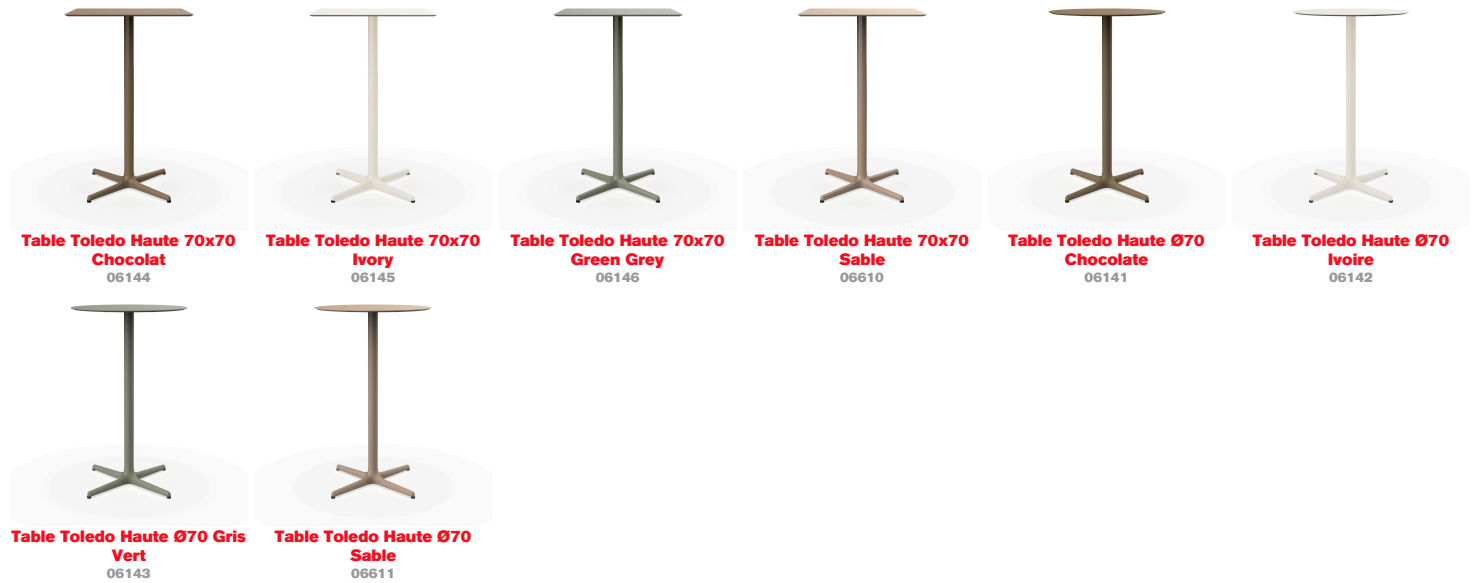 Table Toledo Haute 70x70
Chocolat
06144
Table Toledo Haute 70x70
Ivory
06145
Table Toledo Haute 70x70
Green Grey
06146
Table Toledo Haute 70x70
Sable
06610
Table Toledo Haute Ø70
Chocolate
06141
Table Toledo Haute Ø70
Ivoire
06142
Table Toledo Haute Ø70 Gris
Vert
06143
Table Toledo Haute Ø70
Sable
06611